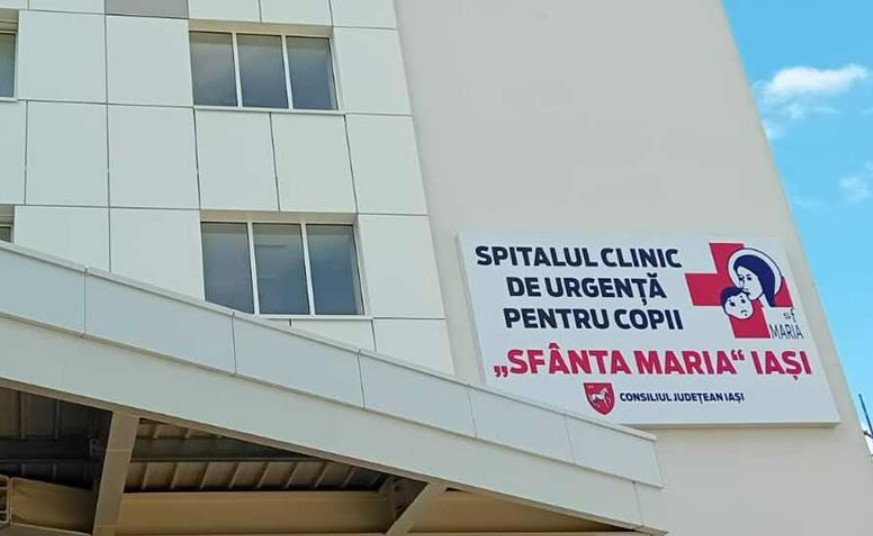 SPITALUL CLINIC
DE URGENȚĂ
PENTRU COPII
„SFÂNTA MARIA“ IAȘI
CONSILIUL JUDEȚEAN IAȘI
sf
MARIA